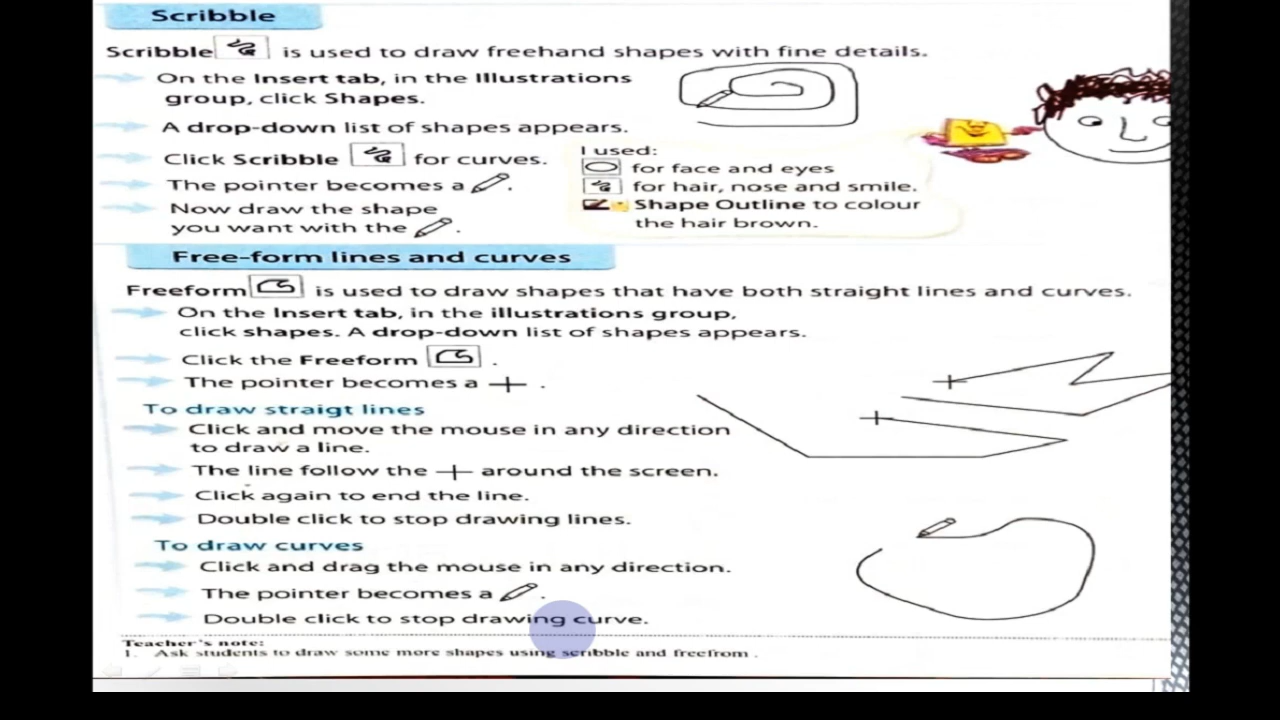 Scribble
Scribble is used to draw freehand shapes with fine details.
On the Insert tab, in the Illustrations
group, click Shapes.
A drop-down list of shapes appears.
Click Scribble for curves.
The pointer becomes a .
Now draw the shape
you want with the .
I used:
for face and eyes
for hair, nose and smile.
Shape Outline to colour
the hair brown.
Free-form lines and curves
Freeform is used to draw shapes that have both straight lines and curves.
On the Insert tab, in the illustrations group,
click shapes. A drop-down list of shapes appears.
Click the Freeform .
The pointer becomes a .
To draw straigt lines
Click and move the mouse in any direction
to draw a line.
The line follow the around the screen.
Click again to end the line.
Double click to stop drawing lines.
To draw curves
Click and drag the mouse in any direction.
The pointer becomes a .
Double click to stop drawing curve.
Teacher's note:
1. Ask students to draw some more shapes using scribble and freefrom .